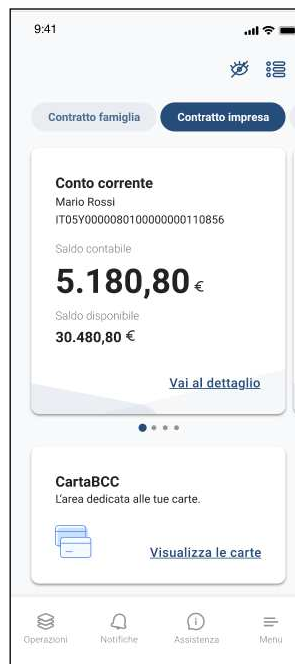 9:41
Contratto famiglia
Contratto impresa
Conto corrente
Mario Rossi
IT05Y0000080100000000110856
Saldo contabile
5.180,80 €
Saldo disponibile
30.480,80 €
Vai al dettaglio
CartaBCC
L'area dedicata alle tue carte.
Visualizza le carte
Operazioni
Notifiche
Assistenza
Menu